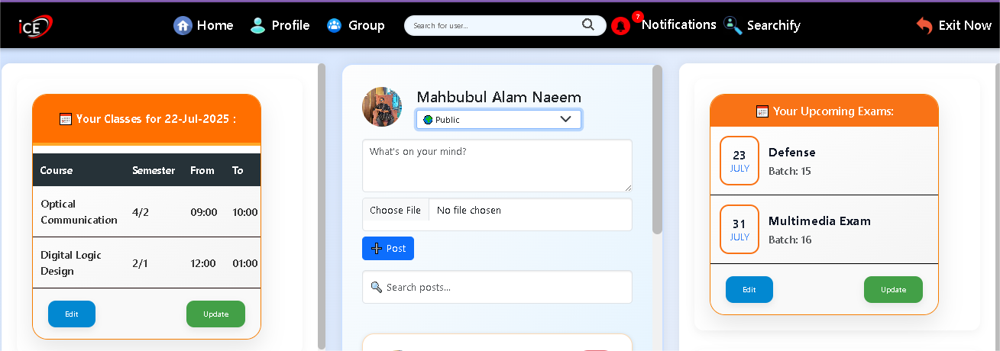 iCE
Home
Profile
Group
Search for user...
7
Notifications
Searchify
Exit Now
Your Classes for 22-Jul-2025 :
Course Semester From To
Optical
Communication
4/2 09:00 10:00
Digital Logic
Design
2/1 12:00 01:00
Edit
Update
Mahbubul Alam Naeem
Public
What's on your mind?
Choose File No file chosen
Post
Search posts...
Your Upcoming Exams:
23
JULY
Defense
Batch: 15
31
JULY
Multimedia Exam
Batch: 16
Edit
Update